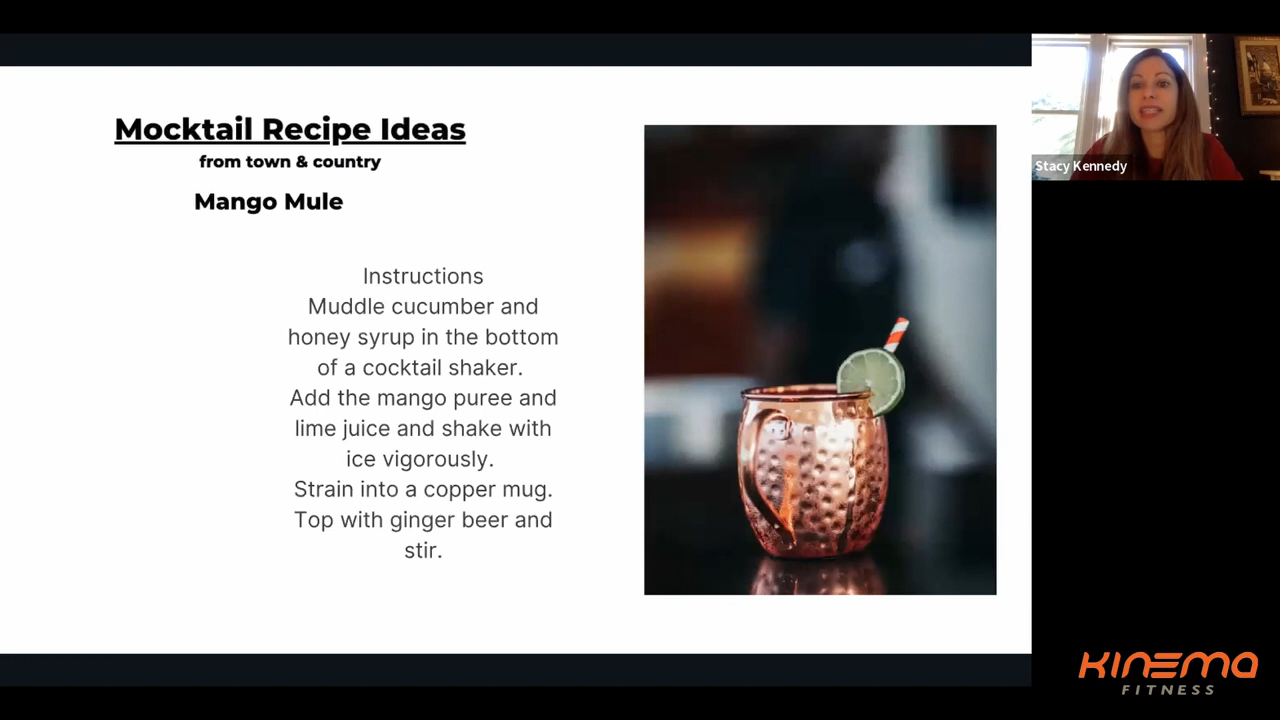 Mocktail Recipe Ideas
from town & country
Mango Mule
Instructions
Muddle cucumber and
honey syrup in the bottom
of a cocktail shaker.
Add the mango puree and
lime juice and shake with
ice vigorously.
Strain into a copper mug.
Top with ginger beer and
stir.
Stacy Kennedy
KINEMA
FITNESS